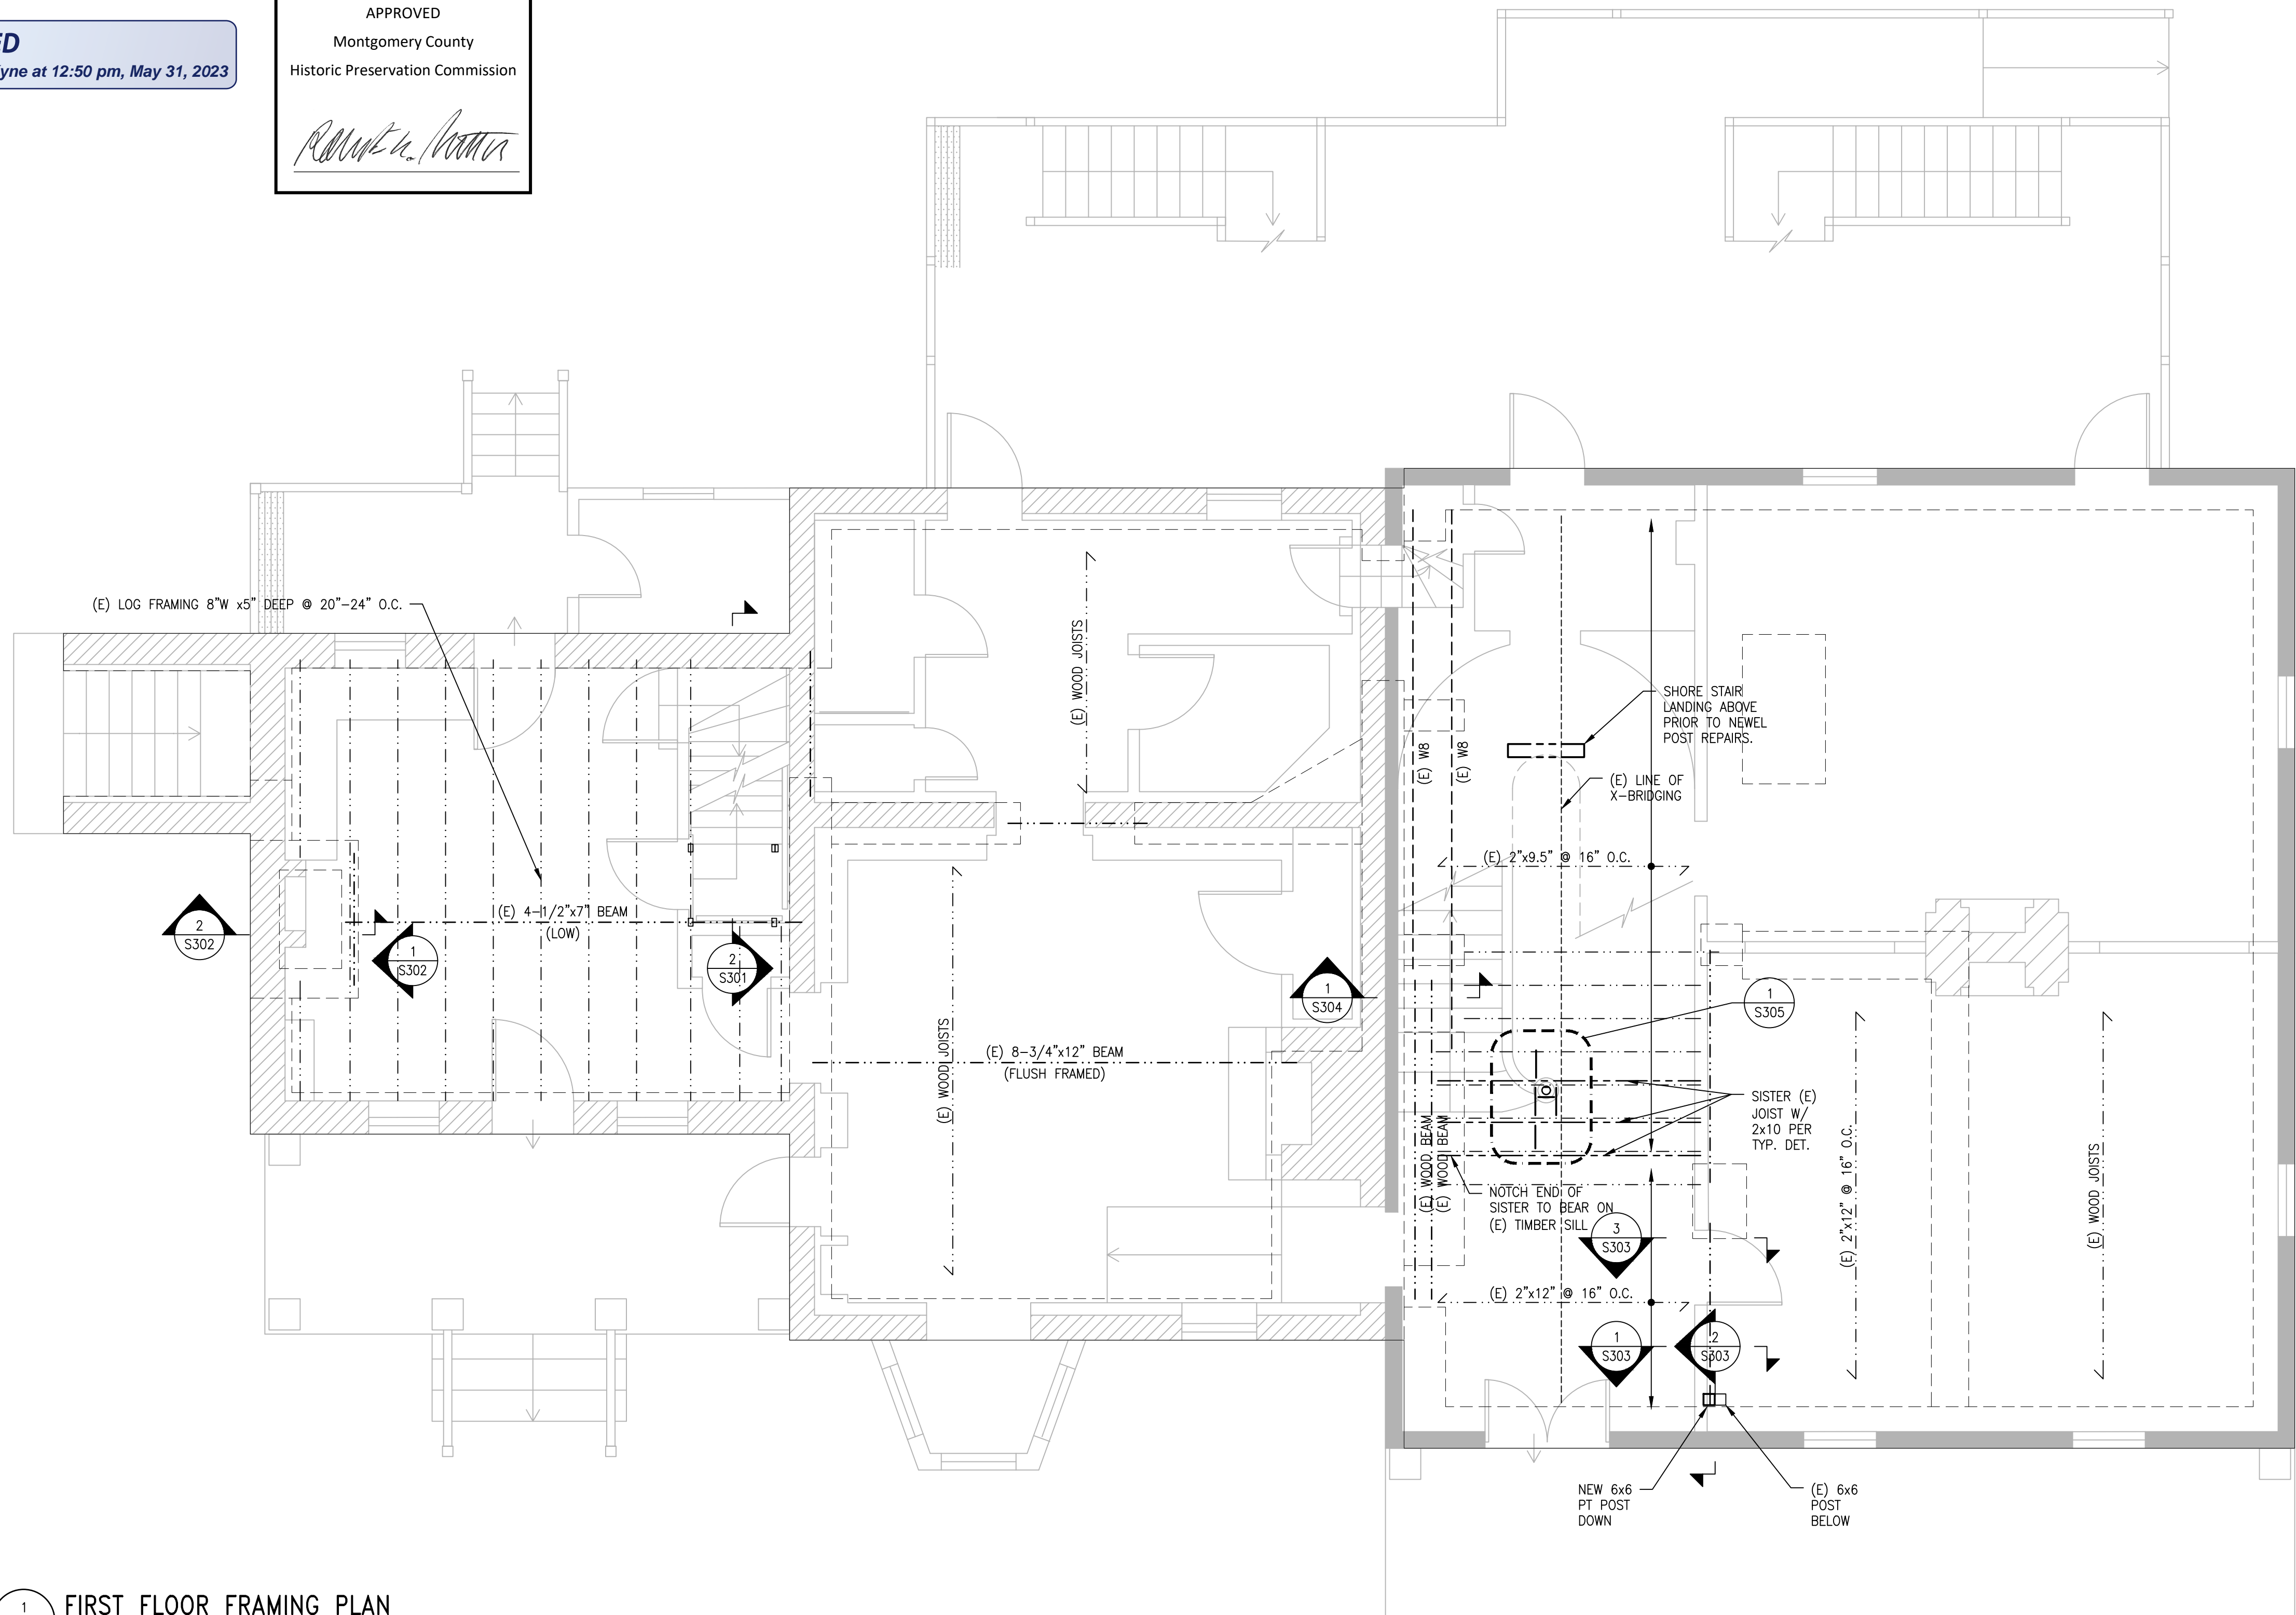 ED
yne at 12:50 pm, May 31, 2023
APPROVED
Montgomery County
Historic Preservation Commission
(E) LOG FRAMING 8"W x5" DEEP @ 20"-24" O.C.
(E) WOOD JOISTS
(E) W8
(E) W8
SHORE STAIR
LANDING ABOVE
PRIOR TO NEWEL
POST REPAIRS.
(E) LINE OF
X-BRIDGING
(E) 2"x9.5" @ 16" O.C.
2
S302
(E) 4-1/2"x7" BEAM
(LOW)
1
S302
2
S301
(E) WOOD JOISTS
(E) 8-3/4"x12" BEAM
(FLUSH FRAMED)
1
S304
1
S305
SISTER (E)
JOIST W/
2x10 PER
TYP. DET.
(E) WOOD BEAM
(E) WOOD BEAM
NOTCH END OF
SISTER TO BEAR ON
(E) TIMBER SILL
3
S303
(E) 2"x12" @ 16" O.C.
(E) WOOD JOISTS
(E) 2"x12" @ 16" O.C.
1
S303
2
S303
NEW 6x6
PT POST
DOWN
(E) 6x6
POST
BELOW
1
FIRST FLOOR FRAMING PLAN